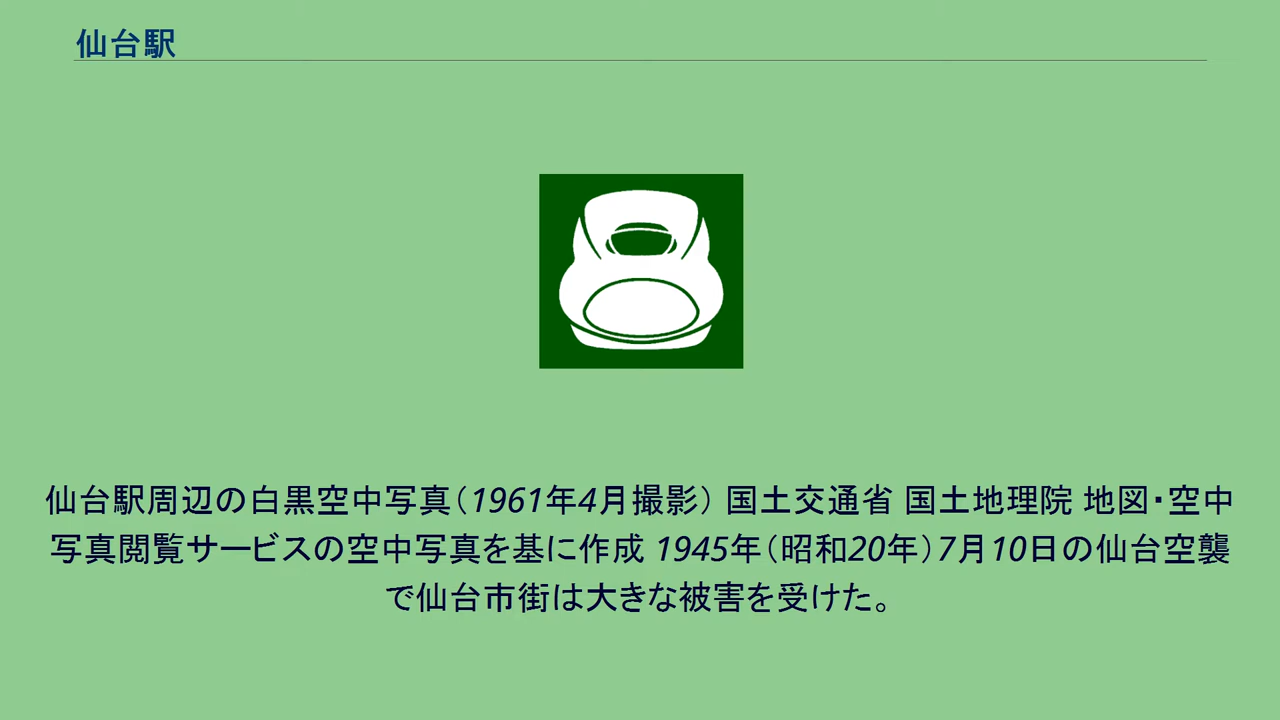 仙台駅
仙台駅周辺の白黒空中写真（1961年4月撮影） 国土交通省 国土地理院 地図・空中
写真閲覧サービスの空中写真を基に作成 1945年（昭和20年）7月10日の仙台空襲
で仙台市街は大きな被害を受けた。